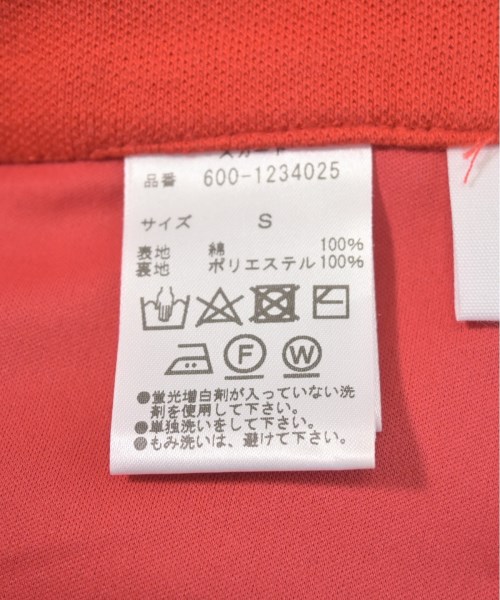 スカート
品番 600-1234025
サイズ S
表地 綿 100%
裏地 ポリエステル 100%
F W
●蛍光増白剤が入っていない洗
剤を使用して下さい。
●単独洗いをして下さい。
●もみ洗いは、避けて下さい。